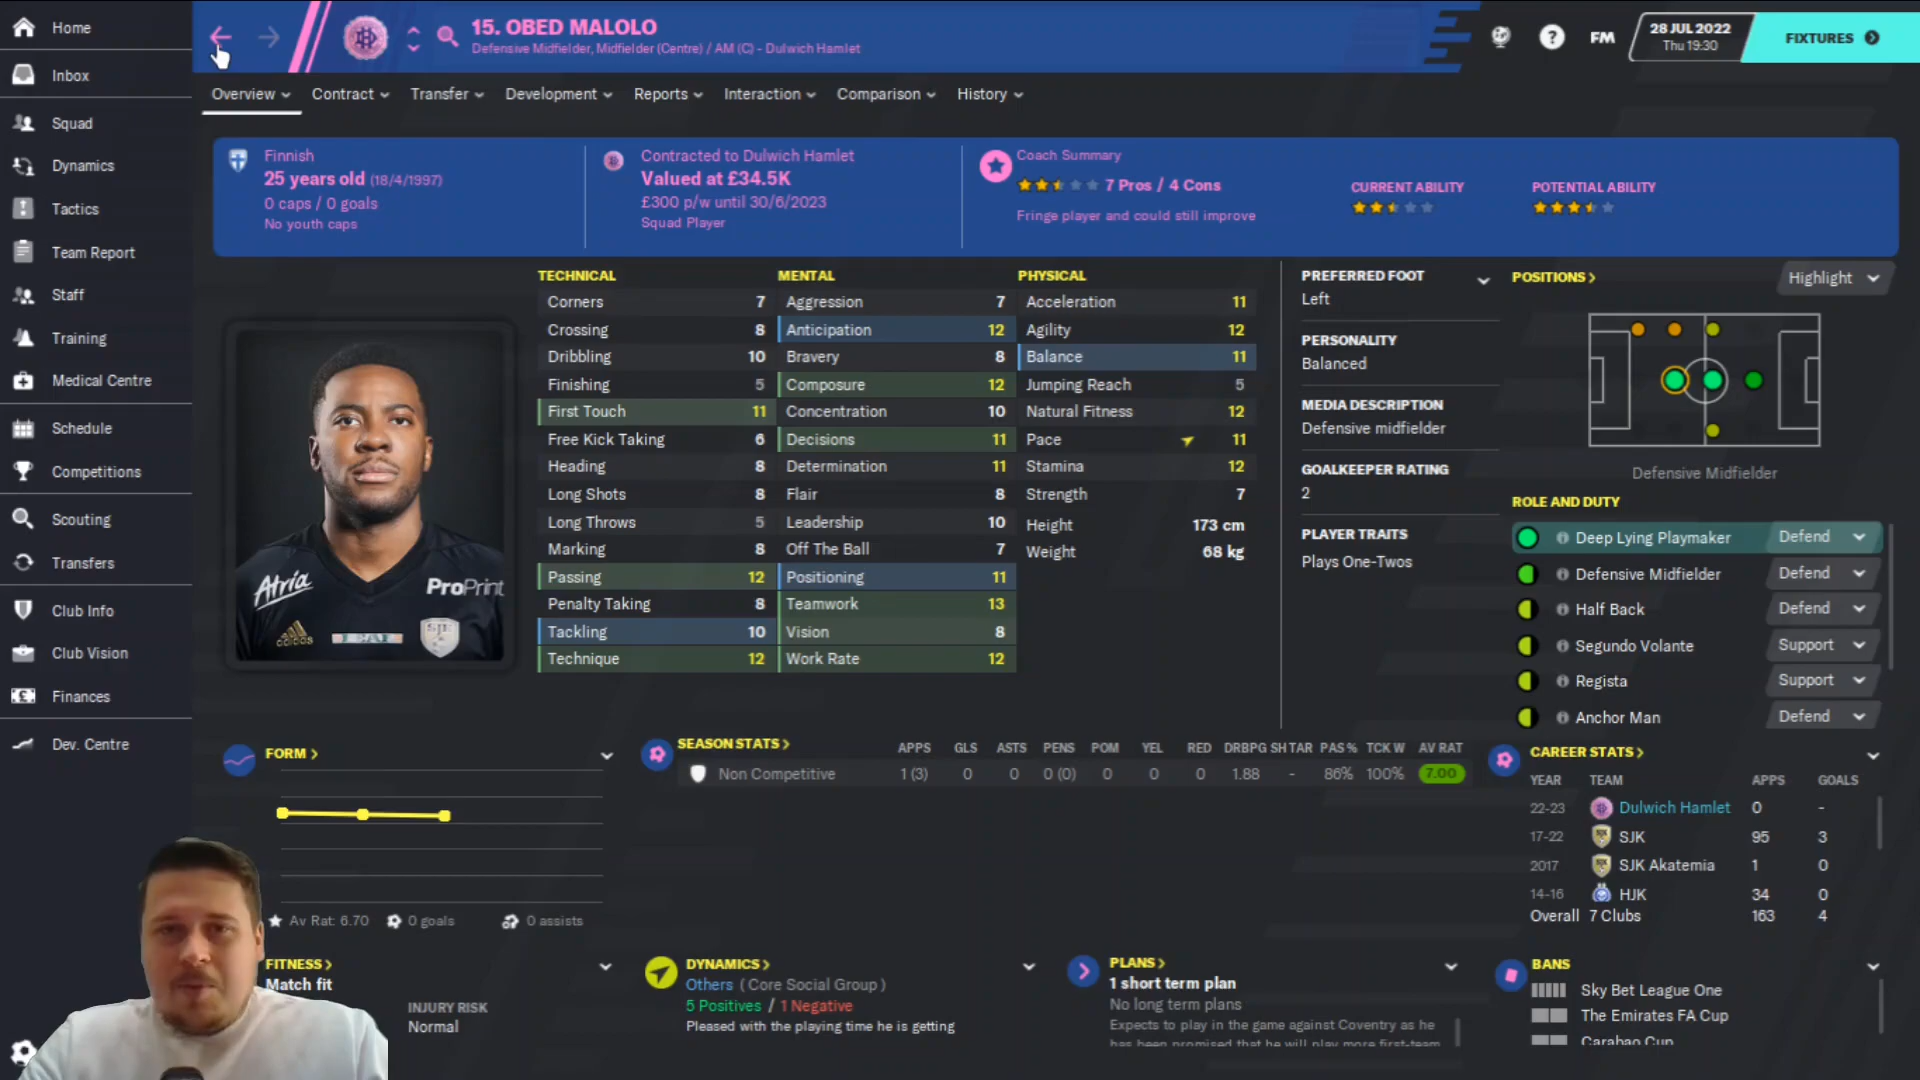 Home
Inbox
Squad
Dynamics
Tactics
Team Report
Staff
Training
Medical Centre
Schedule
Competitions
Scouting
Transfers
Club Info
Club Vision
Finances
Dev. Centre
15. OBED MALOLO
Defensive Midfielder, Midfielder (Centre) / AM (C) - Dulwich Hamlet
FM
28 JUL 2022
Thu 19:30
FIXTURES
Overview Contract Transfer Development Reports Interaction Comparison History
Finnish
25 years old (18/4/1997)
0 caps / 0 goals
No youth caps
Contracted to Dulwich Hamlet
Valued at £34.5K
£300 p/w until 30/6/2023
Squad Player
Coach Summary
7 Pros / 4 Cons
Fringe player and could still improve
CURRENT ABILITY
POTENTIAL ABILITY
TECHNICAL
Corners 7
Crossing 8
Dribbling 10
Finishing 5
First Touch 11
Free Kick Taking 6
Heading 8
Long Shots 8
Long Throws 5
Marking 8
Passing 12
Penalty Taking 8
Tackling 10
Technique 12
MENTAL
Aggression 7
Anticipation 12
Bravery 8
Composure 12
Concentration 10
Decisions 11
Determination 11
Flair 8
Leadership 10
Off The Ball 7
Positioning 11
Teamwork 13
Vision 8
Work Rate 12
PHYSICAL
Acceleration 11
Agility 12
Balance 11
Jumping Reach 5
Natural Fitness 12
Pace 11
Stamina 12
Strength 7
Height 173 cm
Weight 68 kg
PREFERRED FOOT
Left
PERSONALITY
Balanced
MEDIA DESCRIPTION
Defensive midfielder
GOALKEEPER RATING
2
PLAYER TRAITS
Plays One-Twos
POSITIONS >
Highlight
Defensive Midfielder
ROLE AND DUTY
Deep Lying Playmaker Defend
Defensive Midfielder Defend
Half Back Defend
Segundo Volante Support
Regista Support
Anchor Man Defend
Atria
ProPrint
adidas
SJK
FORM >
Av Rat: 6.70 0 goals 0 assists
SEASON STATS > APPS GLS ASTS PENS POM YEL RED DRBPG SH TAR PAS % TCK W AV RAT
Non Competitive 1 (3) 0 0 0 (0) 0 0 0 1.88 - 86% 100% 7.00
CAREER STATS >
YEAR TEAM APPS GOALS
22-23 Dulwich Hamlet 0 -
17-22 SJK 95 3
2017 SJK Akatemia 1 0
14-16 HJK 34 0
Overall 7 Clubs 163 4
FITNESS >
Match fit
INJURY RISK
Normal
DYNAMICS >
Others ( Core Social Group )
5 Positives / 1 Negative
Pleased with the playing time he is getting
PLANS >
1 short term plan
No long term plans
Expects to play in the game against Coventry as he
has been promised that he will play more first-team
BANS
Sky Bet League One
The Emirates FA Cup
Carabao Cup